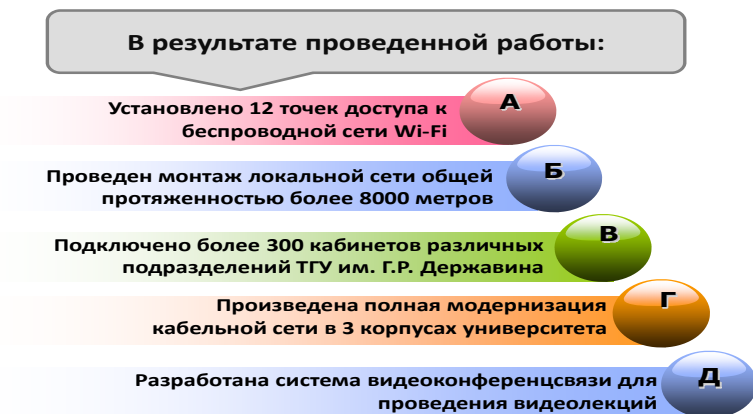 В результате проведенной работы:
Установлено 12 точек доступа к
беспроводной сети Wi-Fi
А
Проведен монтаж локальной сети общей
протяженностью более 8000 метров
Б
Подключено более 300 кабинетов различных
подразделений ТГУ им. Г.Р. Державина
В
Произведена полная модернизация
кабельной сети в 3 корпусах университета
Г
Разработана система видеоконференцсвязи для
проведения видеолекций
Д